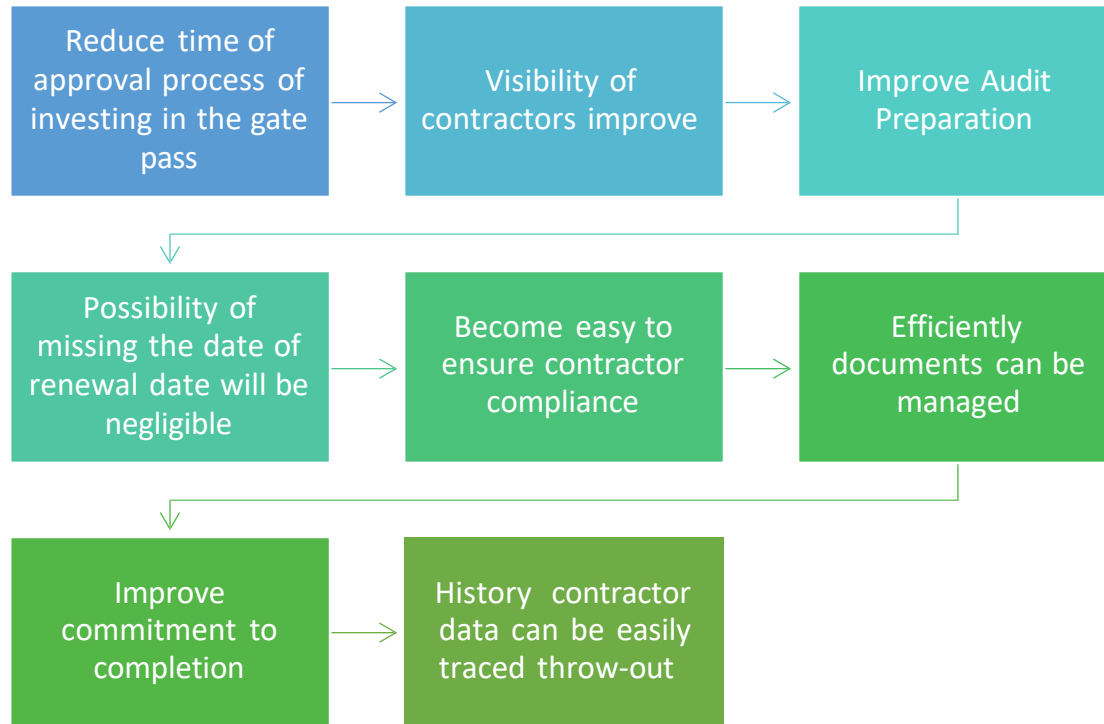 Reduce time of
approval process of
investing in the gate
pass
Visibility of
contractors improve
Improve Audit
Preparation
Possibility of
missing the date of
renewal date will be
negligible
Become easy to
ensure contractor
compliance
Efficiently
documents can be
managed
Improve
commitment to
completion
History contractor
data can be easily
traced throw-out